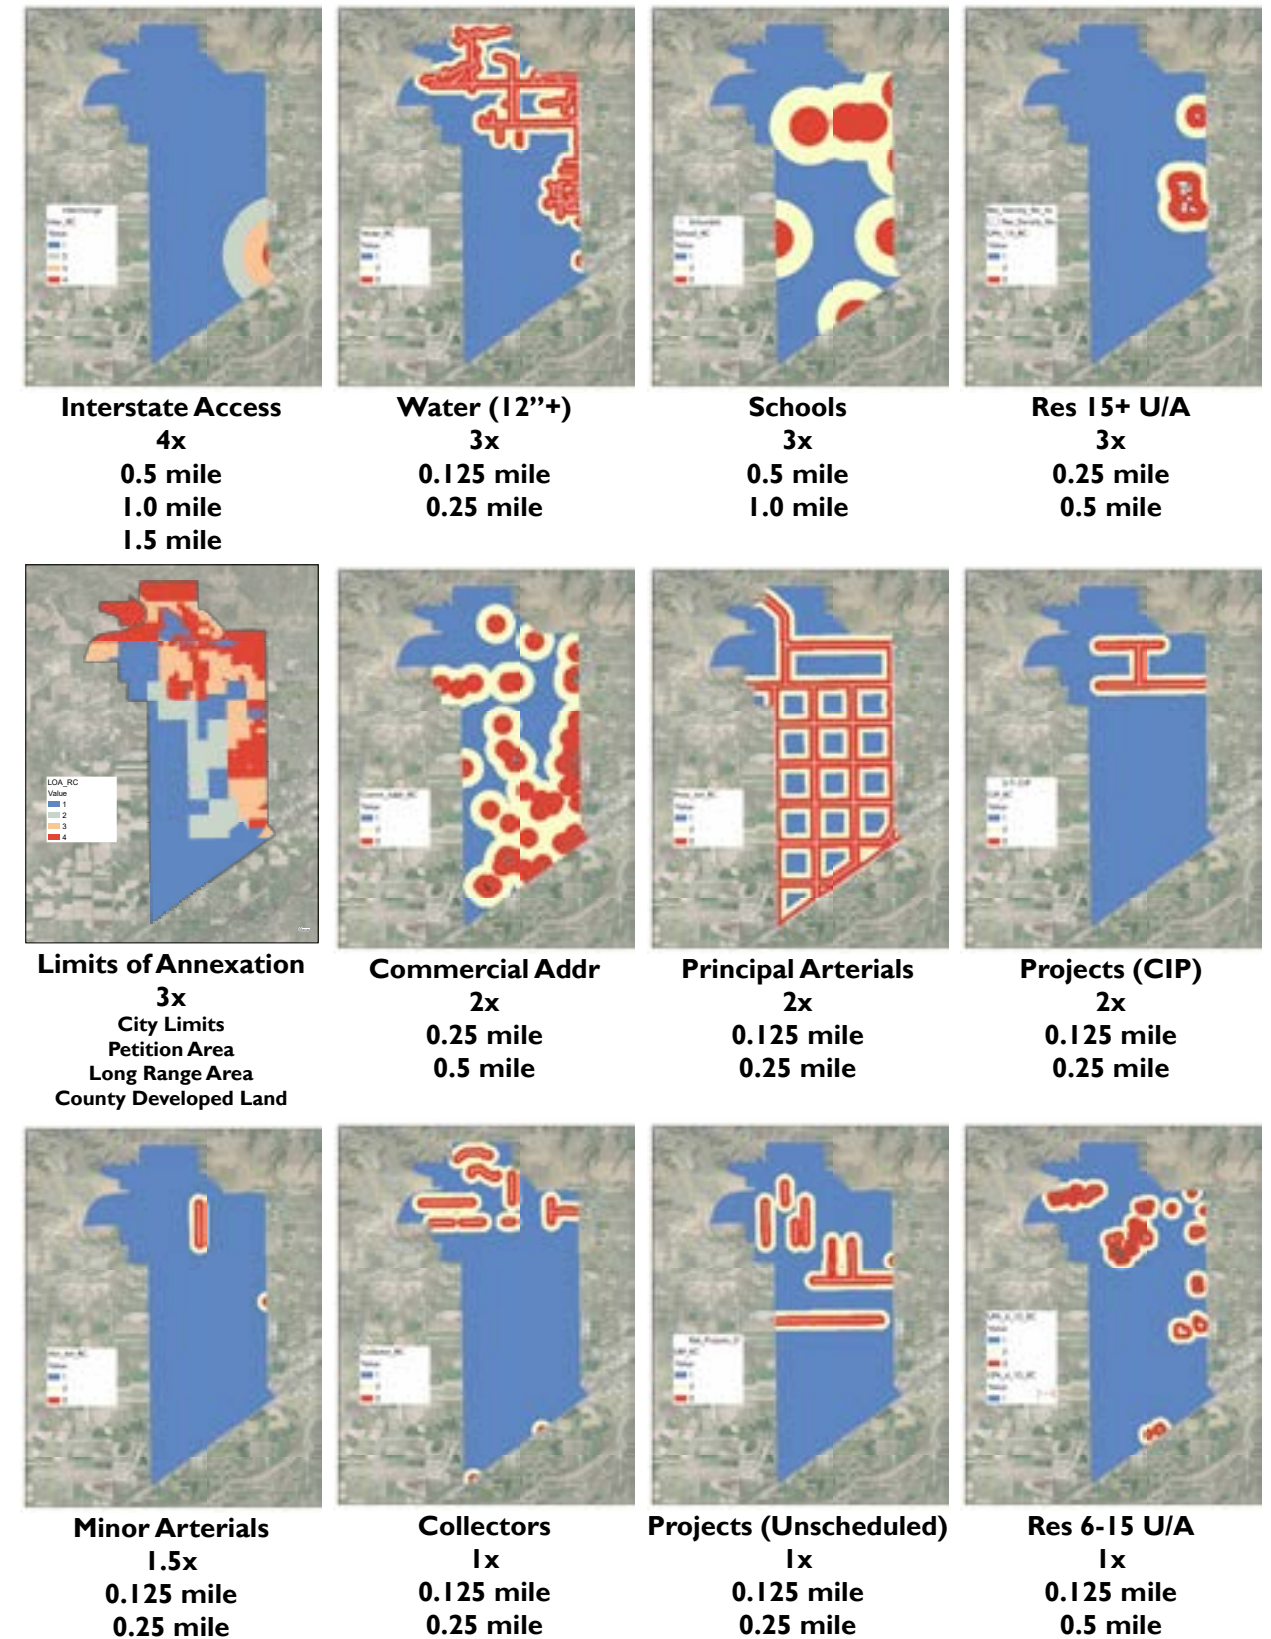 Interstate Access
4x
0.5 mile
1.0 mile
1.5 mile
Water (12”+)
3x
0.125 mile
0.25 mile
Schools
3x
0.5 mile
1.0 mile
Res 15+ U/A
3x
0.25 mile
0.5 mile
LOA_RC
Value
1
2
3
4
Limits of Annexation
3x
City Limits
Petition Area
Long Range Area
County Developed Land
Commercial Addr
2x
0.25 mile
0.5 mile
Principal Arterials
2x
0.125 mile
0.25 mile
Projects (CIP)
2x
0.125 mile
0.25 mile
Minor Arterials
1.5x
0.125 mile
0.25 mile
Collectors
1x
0.125 mile
0.25 mile
Projects (Unscheduled)
1x
0.125 mile
0.25 mile
Res 6-15 U/A
1x
0.125 mile
0.5 mile